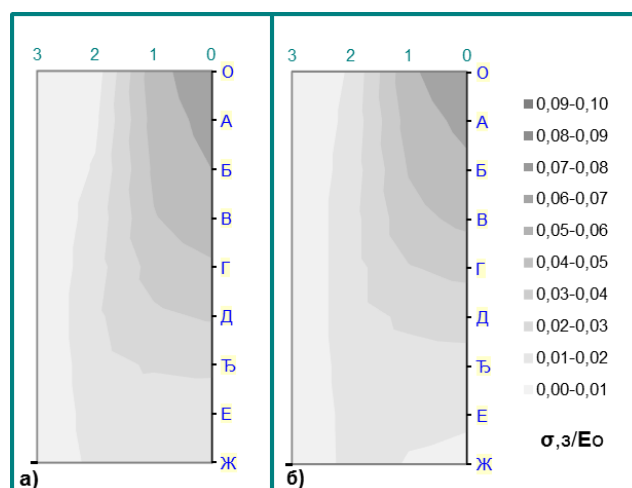 3 2 1 0
О
А
Б
В
Г
Д
Ђ
Е
Ж
а)
3 2 1 0
О
А
Б
В
Г
Д
Ђ
Е
Ж
б)
0,09-0,10
0,08-0,09
0,07-0,08
0,06-0,07
0,05-0,06
0,04-0,05
0,03-0,04
0,02-0,03
0,01-0,02
0,00-0,01
σ,з/Eo